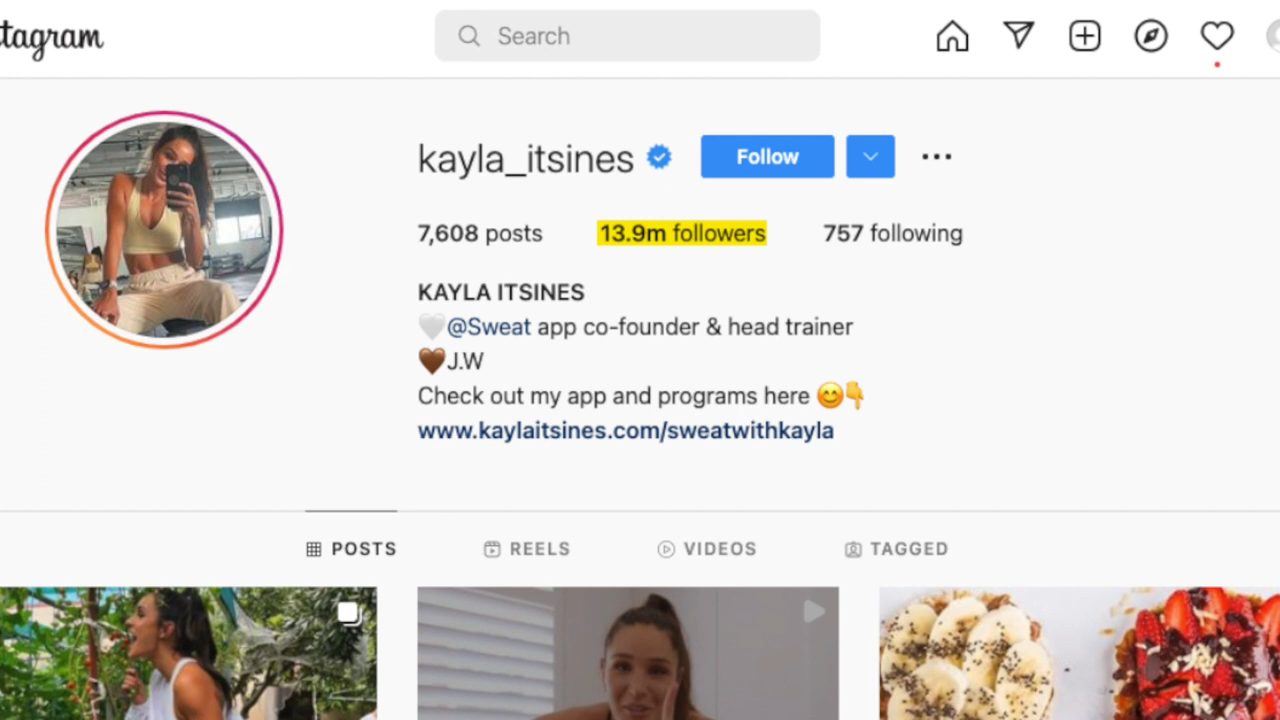 tagram
Search
kayla_itsines Follow
7,608 posts 13.9m followers 757 following
KAYLA ITSINES
🤍@Sweat app co-founder & head trainer
🤎J.W
Check out my app and programs here 😊👇
www.kaylaitsines.com/sweatwithkayla
POSTS REELS VIDEOS TAGGED